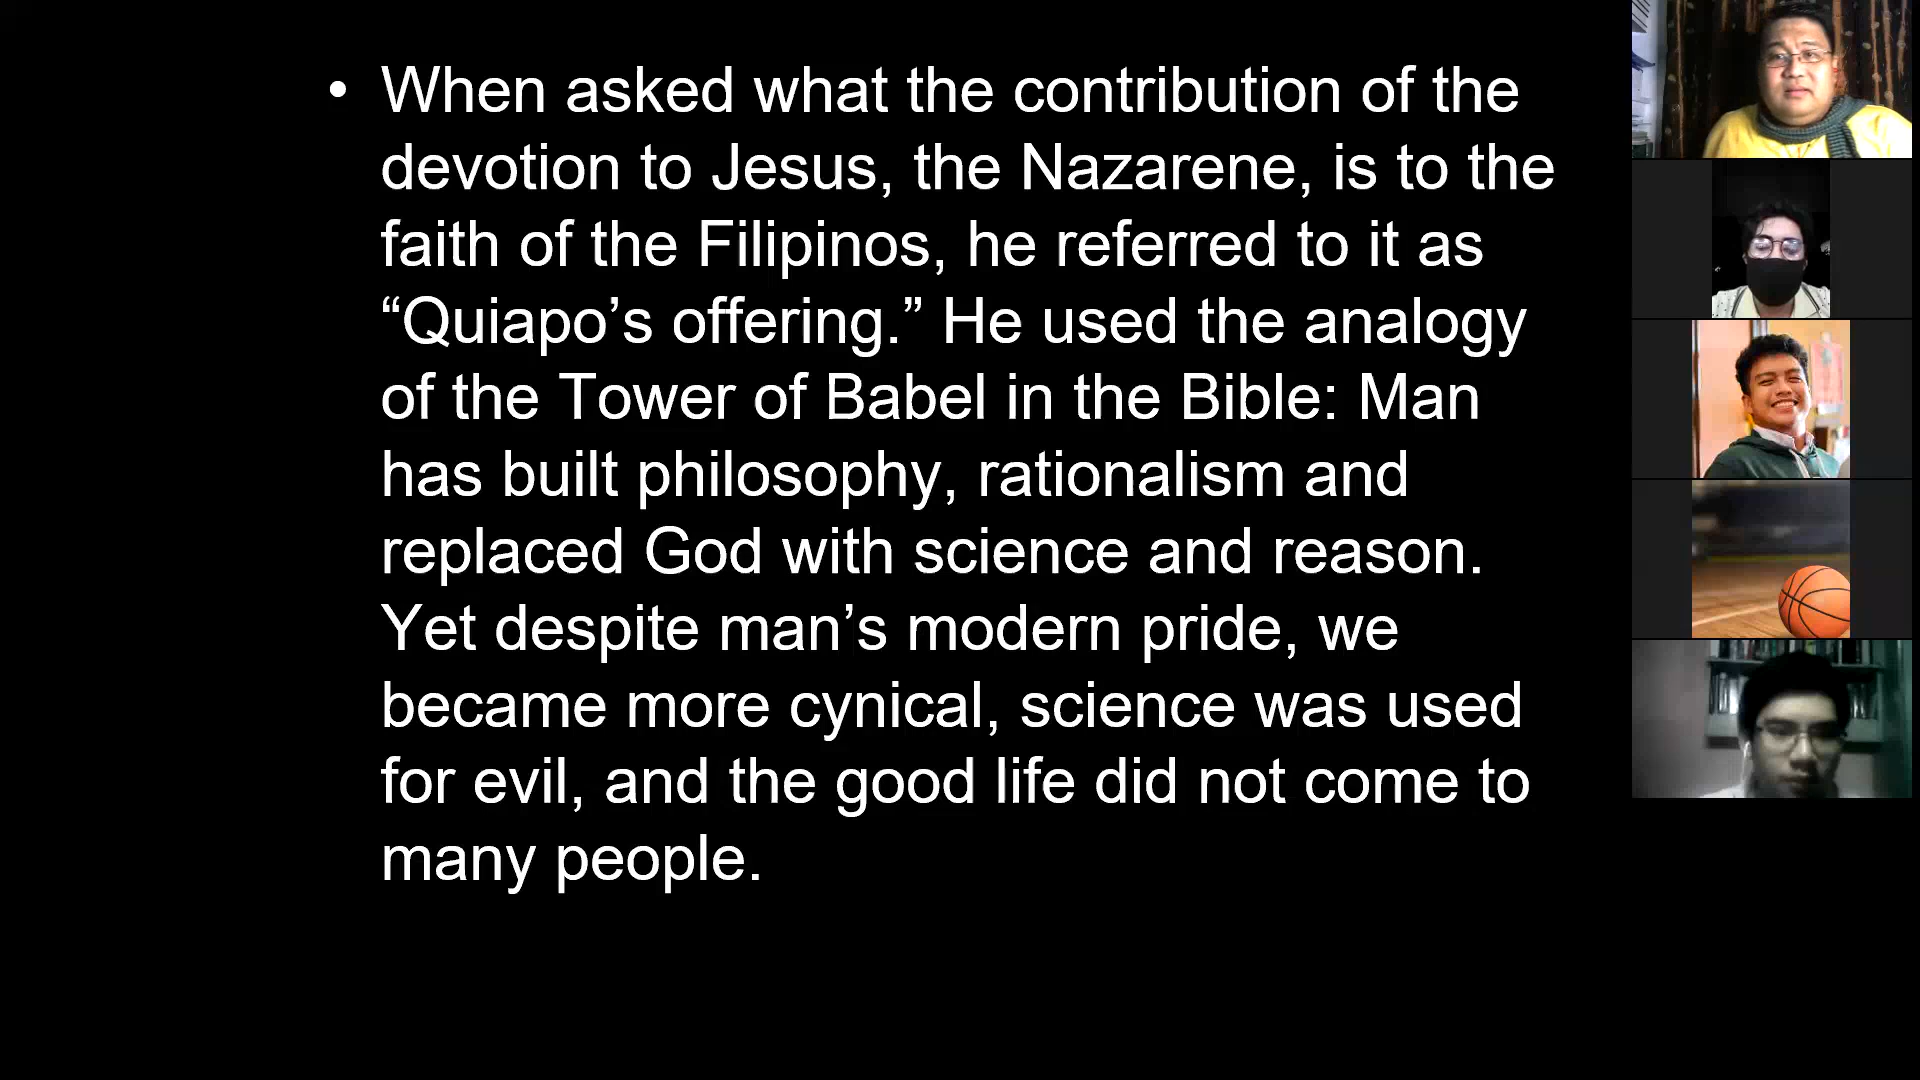 • When asked what the contribution of the
devotion to Jesus, the Nazarene, is to the
faith of the Filipinos, he referred to it as
“Quiapo’s offering.” He used the analogy
of the Tower of Babel in the Bible: Man
has built philosophy, rationalism and
replaced God with science and reason.
Yet despite man’s modern pride, we
became more cynical, science was used
for evil, and the good life did not come to
many people.